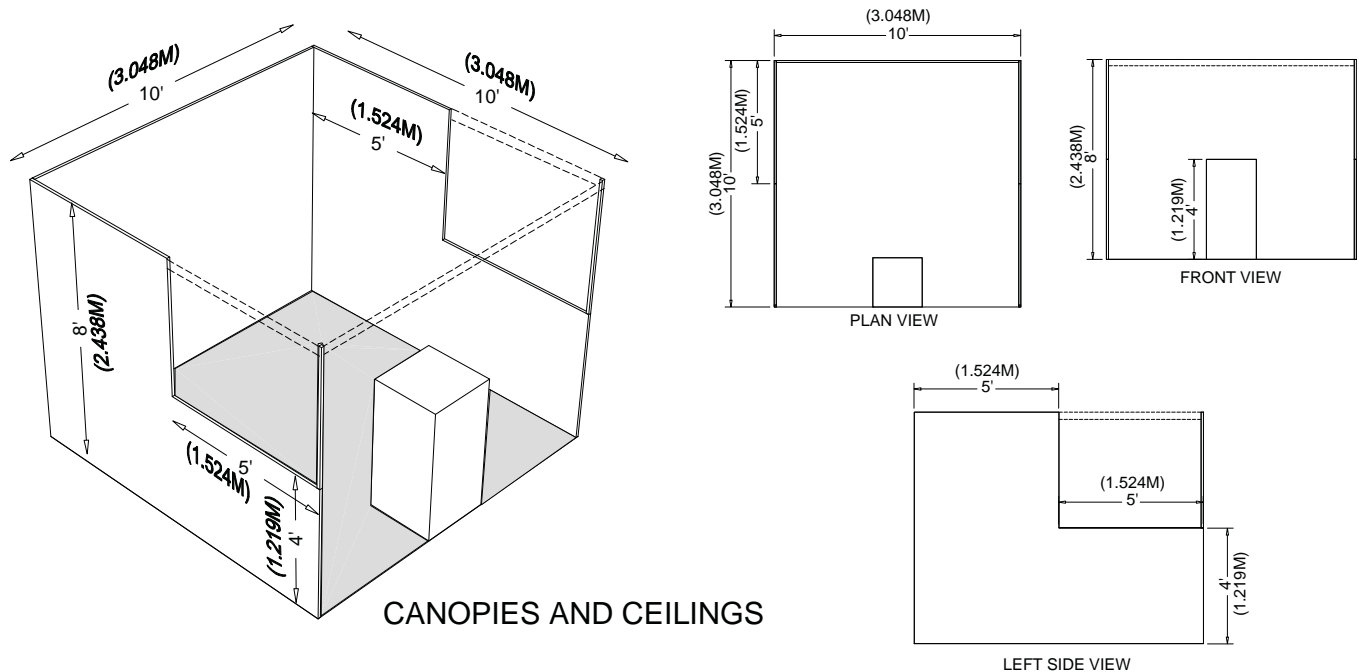 (3.048M)
10'
(3.048M)
10'
(1.524M)
5'
8'
(2.438M)
5'
(1.524M)
4'
(1.219M)
CANOPIES AND CEILINGS
(3.048M)
10'
(1.524M)
5'
(3.048M)
10'
PLAN VIEW
(2.438M)
8'
(1.219M)
4'
FRONT VIEW
(1.524M)
5'
(1.524M)
5'
4'
(1.219M)
LEFT SIDE VIEW